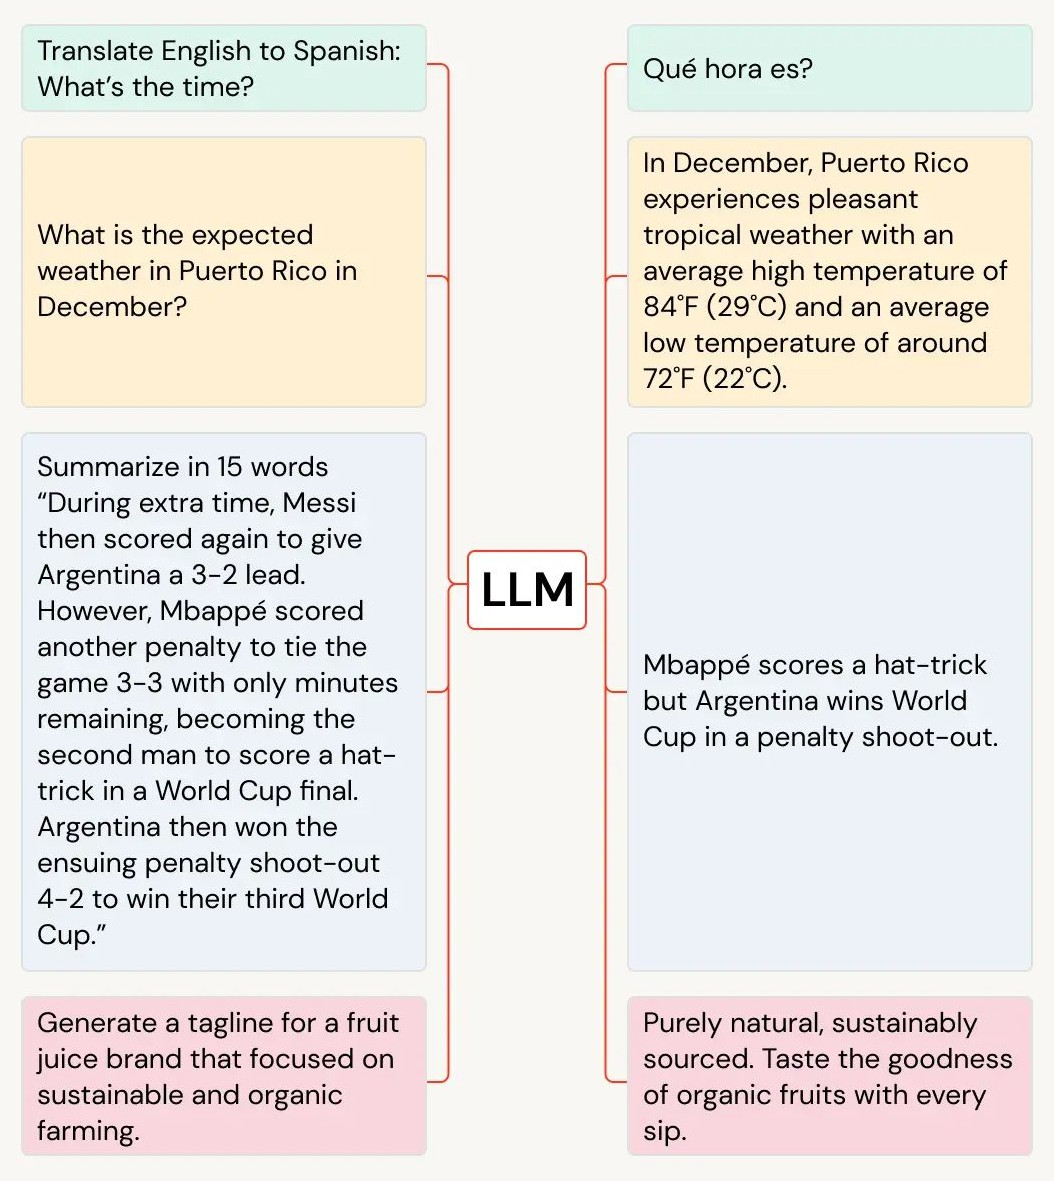 Translate English to Spanish:
What’s the time?
Qué hora es?
What is the expected
weather in Puerto Rico in
December?
In December, Puerto Rico
experiences pleasant
tropical weather with an
average high temperature of
84°F (29°C) and an average
low temperature of around
72°F (22°C).
Summarize in 15 words
“During extra time, Messi
then scored again to give
Argentina a 3-2 lead.
However, Mbappé scored
another penalty to tie the
game 3-3 with only minutes
remaining, becoming the
second man to score a hat-
trick in a World Cup final.
Argentina then won the
ensuing penalty shoot-out
4-2 to win their third World
Cup.”
LLM
Mbappé scores a hat-trick
but Argentina wins World
Cup in a penalty shoot-out.
Generate a tagline for a fruit
juice brand that focused on
sustainable and organic
farming.
Purely natural, sustainably
sourced. Taste the goodness
of organic fruits with every
sip.